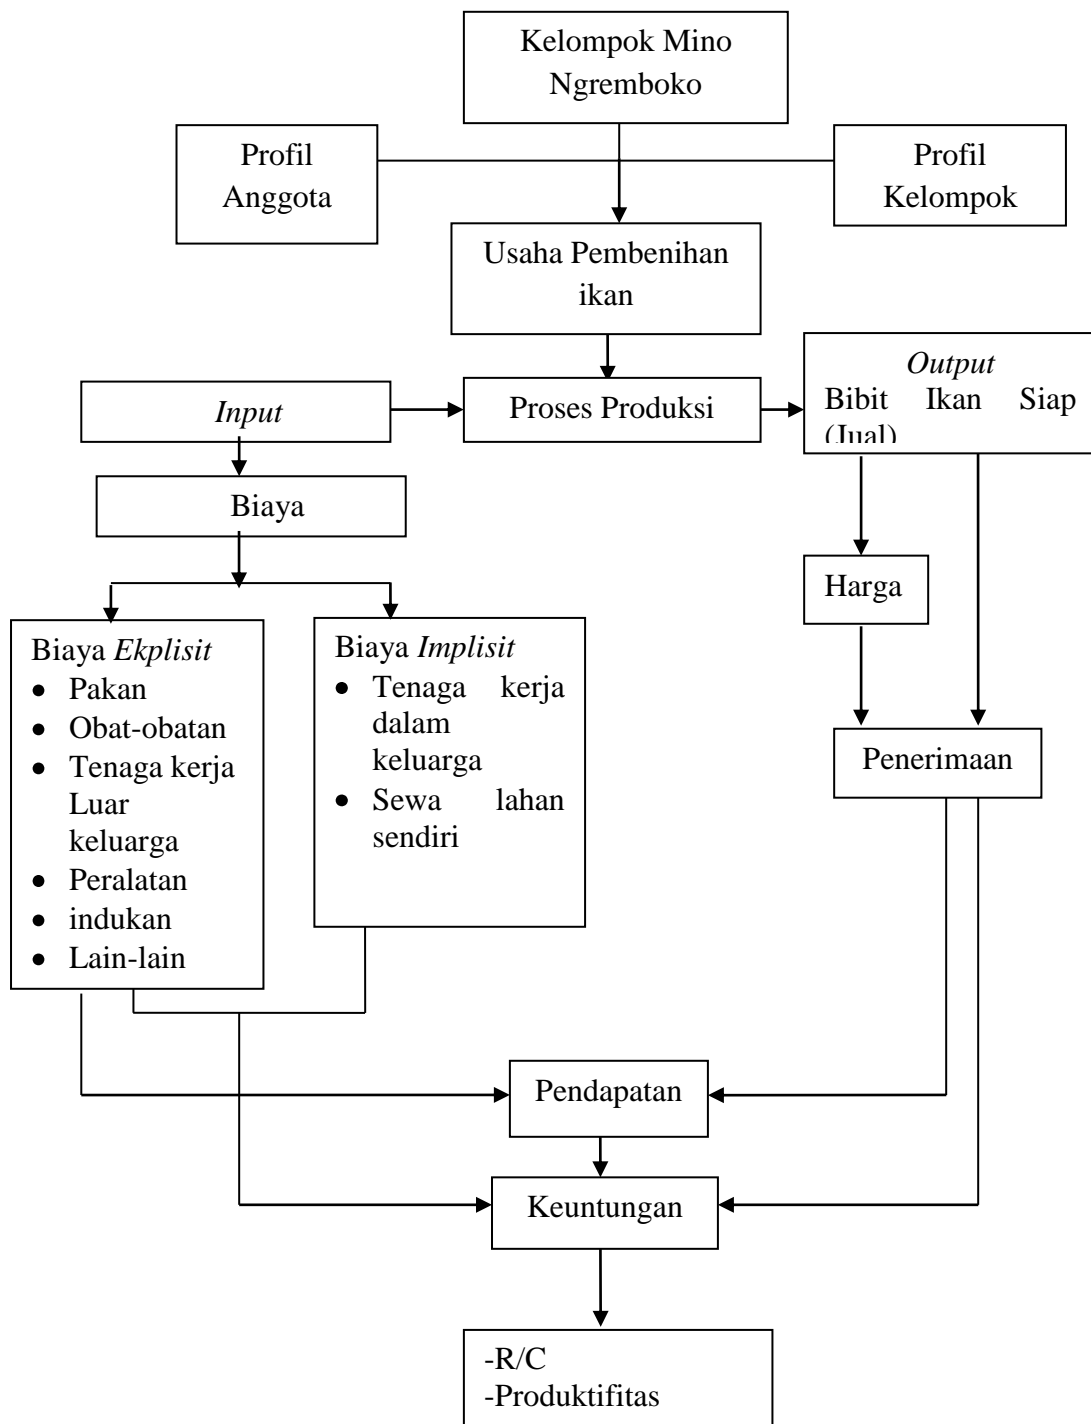 Kelompok Mino
Ngremboko
Profil
Anggota
Profil
Kelompok
Usaha Pembenihan
ikan
Input
Proses Produksi
Output
Bibit Ikan Siap
(Jual)
Biaya
Harga
Biaya Ekplisit
• Pakan
• Obat-obatan
• Tenaga kerja
Luar
keluarga
• Peralatan
• indukan
• Lain-lain
Biaya Implisit
• Tenaga kerja
dalam
keluarga
• Sewa lahan
sendiri
Penerimaan
Pendapatan
Keuntungan
-R/C
-Produktifitas